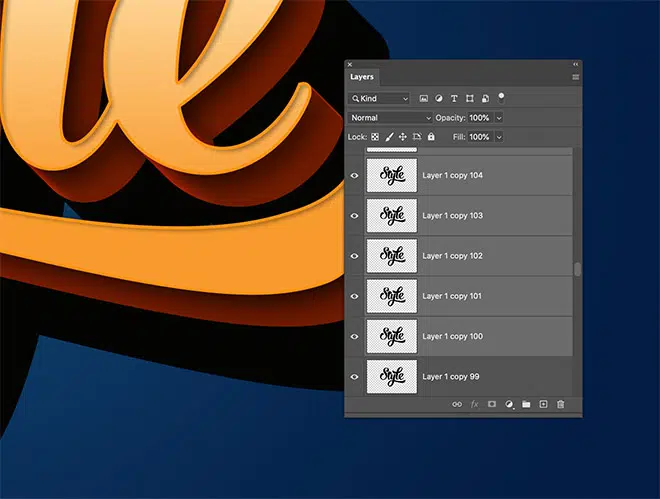 le
Layers
Kind
Normal Opacity: 100%
Lock: Fill: 100%
Style Layer 1 copy 104
Style Layer 1 copy 103
Style Layer 1 copy 102
Style Layer 1 copy 101
Style Layer 1 copy 100
Style Layer 1 copy 99
fx